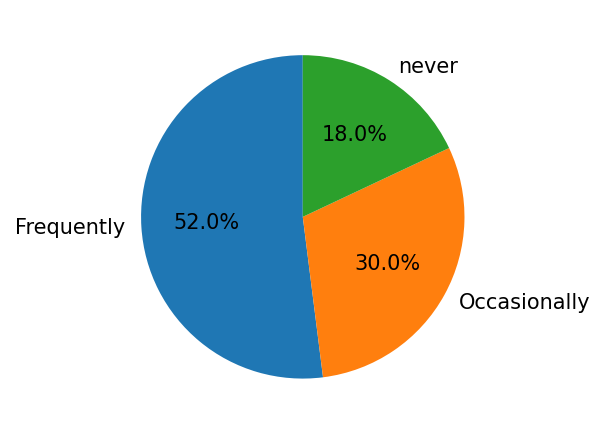 never
18.0%
Frequently
52.0%
30.0%
Occasionally